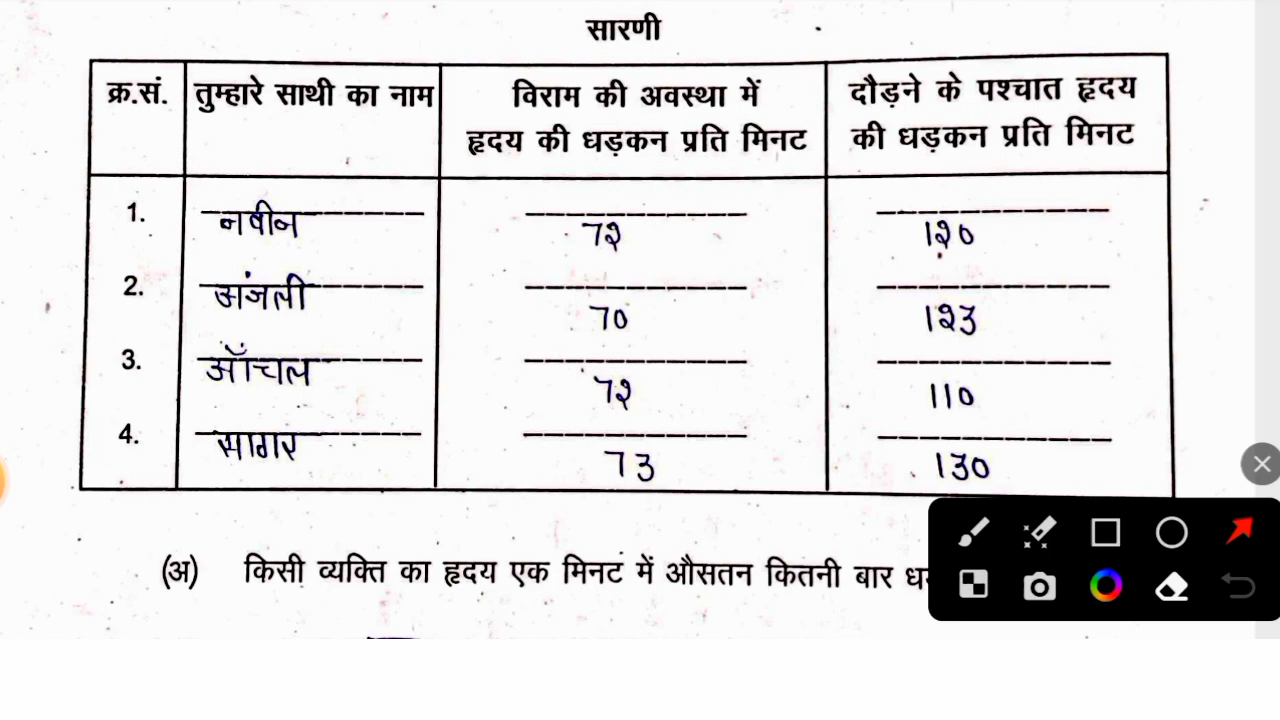 सारणी
क्र.सं. तुम्हारे साथी का नाम विराम की अवस्था में हृदय की धड़कन प्रति मिनट दौड़ने के पश्चात हृदय की धड़कन प्रति मिनट
1. नवीन 72 120
2. अंजली 70 123
3. आँचल 72 110
4. सागर 73 130
(अ) किसी व्यक्ति का हृदय एक मिनट में औसतन कितनी बार